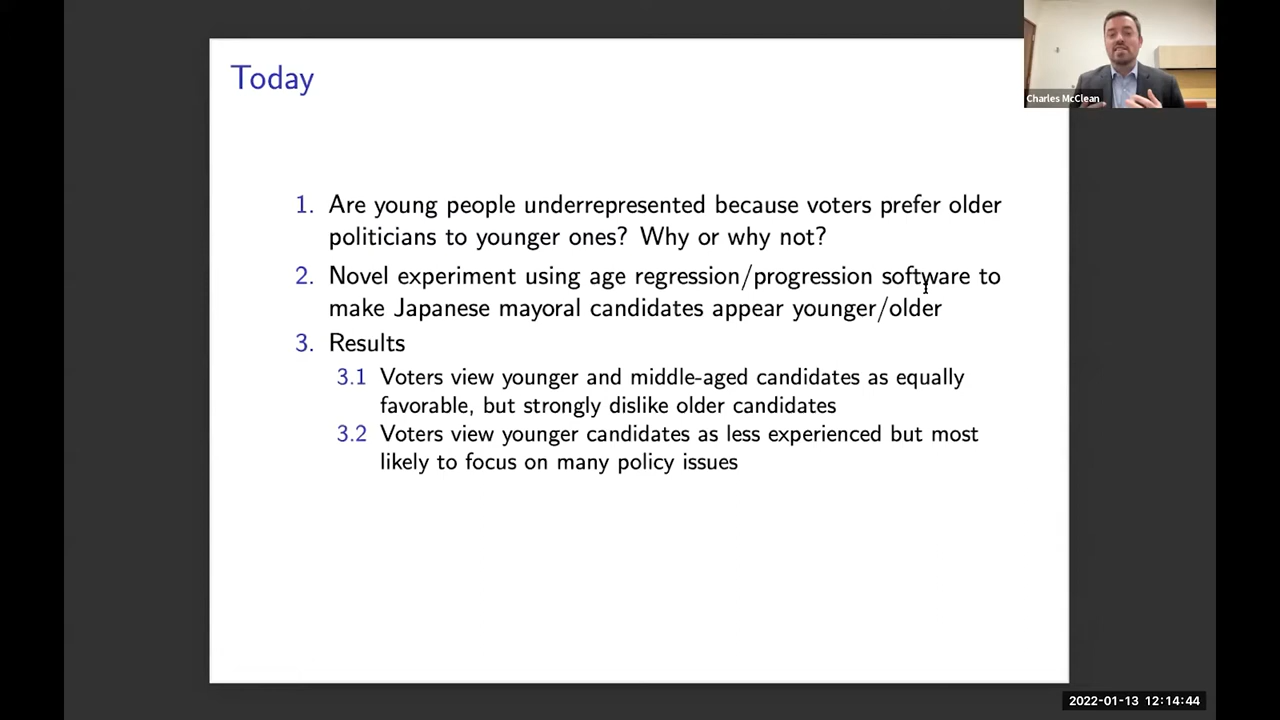 Today
Charles McClean
1. Are young people underrepresented because voters prefer older
politicians to younger ones? Why or why not?
2. Novel experiment using age regression/progression software to
make Japanese mayoral candidates appear younger/older
3. Results
3.1 Voters view younger and middle-aged candidates as equally
favorable, but strongly dislike older candidates
3.2 Voters view younger candidates as less experienced but most
likely to focus on many policy issues
2022-01-13 12:14:44